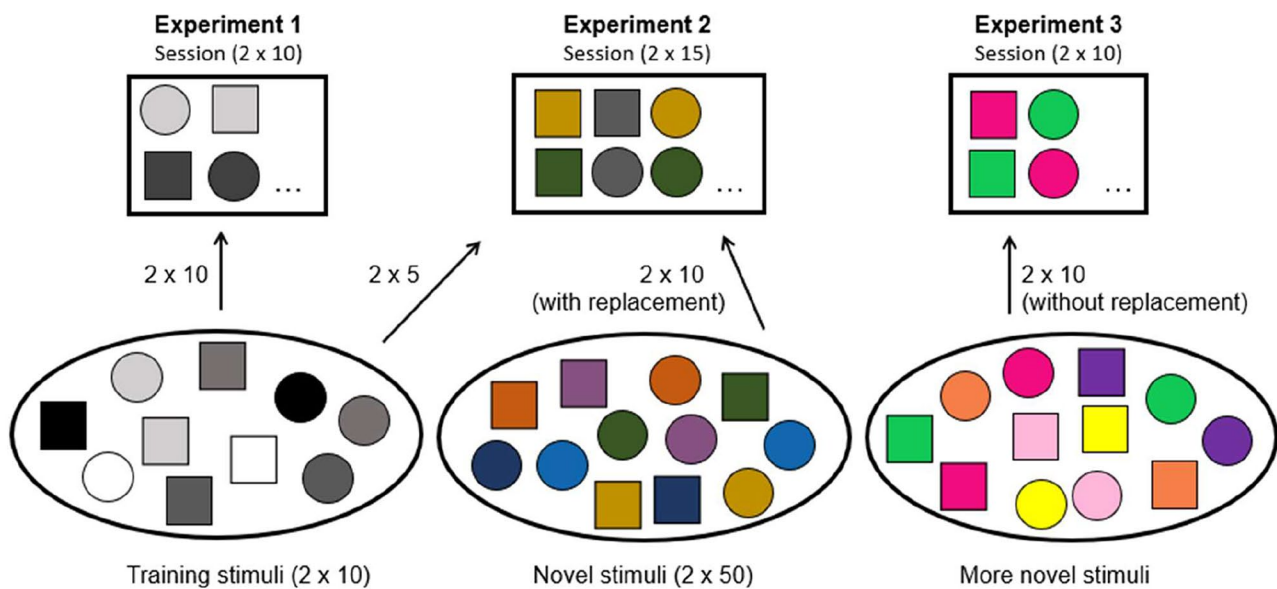 Experiment 1
Session (2 x 10)
...
Experiment 2
Session (2 x 15)
...
Experiment 3
Session (2 x 10)
...
2 x 10
2 x 5
2 x 10
(with replacement)
2 x 10
(without replacement)
Training stimuli (2 x 10)
Novel stimuli (2 x 50)
More novel stimuli